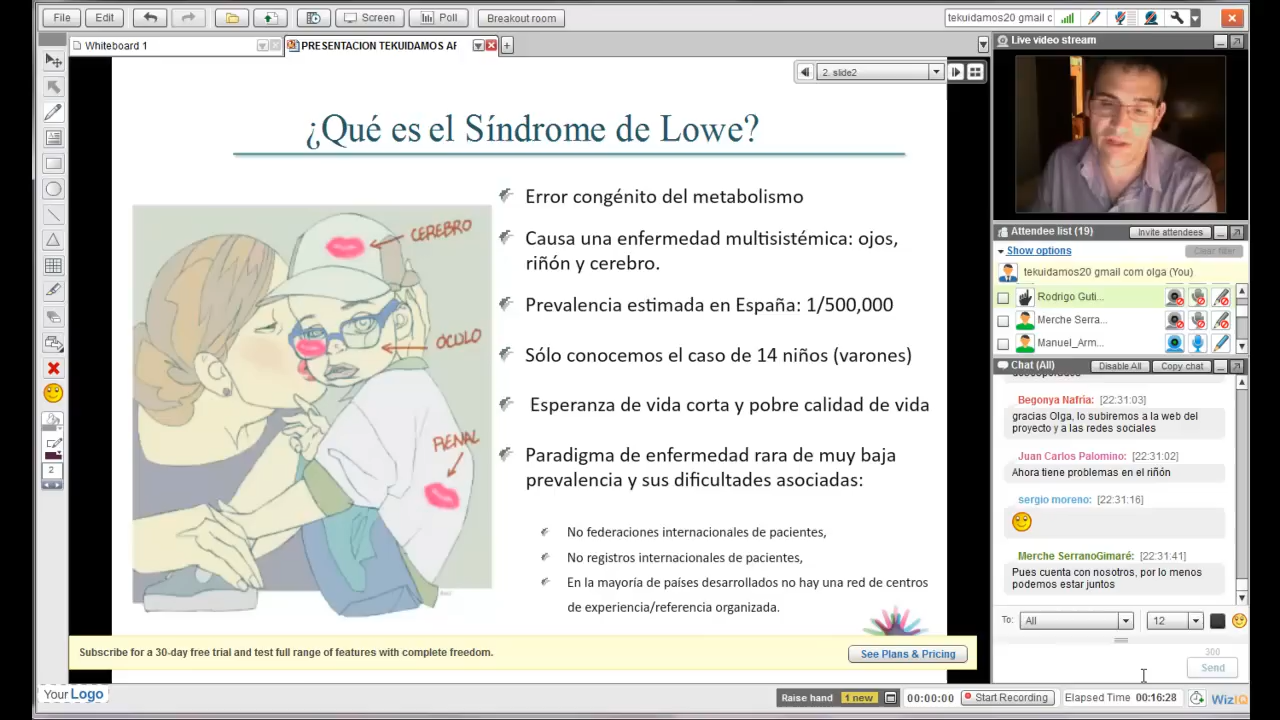 File Edit Screen Poll Breakout room tekuidamos20 gmail c
Whiteboard 1 PRESENTACION TEKUIDAMOS AF
2. slide2
¿Qué es el Síndrome de Lowe?
Error congénito del metabolismo
Causa una enfermedad multisistémica: ojos,
riñón y cerebro.
Prevalencia estimada en España: 1/500,000
Sólo conocemos el caso de 14 niños (varones)
Esperanza de vida corta y pobre calidad de vida
Paradigma de enfermedad rara de muy baja
prevalencia y sus dificultades asociadas:
No federaciones internacionales de pacientes,
No registros internacionales de pacientes,
En la mayoría de países desarrollados no hay una red de centros
de experiencia/referencia organizada.
CEREBRO
OCULO
RENAL
2
Subscribe for a 30-day free trial and test full range of features with complete freedom.
See Plans & Pricing
Your Logo
Raise hand 1 new 00:00:00 Start Recording Elapsed Time 00:16:28 WizIQ
Live video stream
Attendee list (19) Invite attendees
Show options Clear filter
tekuidamos20 gmail com olga (You)
Rodrigo Guti...
Merche Serra...
Manuel_Arm...
Chat (All) Disable All Copy chat
Begonya Nafria: [22:31:03]
gracias Olga, lo subiremos a la web del
proyecto y a las redes sociales
Juan Carlos Palomino: [22:31:02]
Ahora tiene problemas en el riñón
sergio moreno: [22:31:16]
Merche SerranoGimaré: [22:31:41]
Pues cuenta con nosotros, por lo menos
podemos estar juntos
To: All 12
300
Send